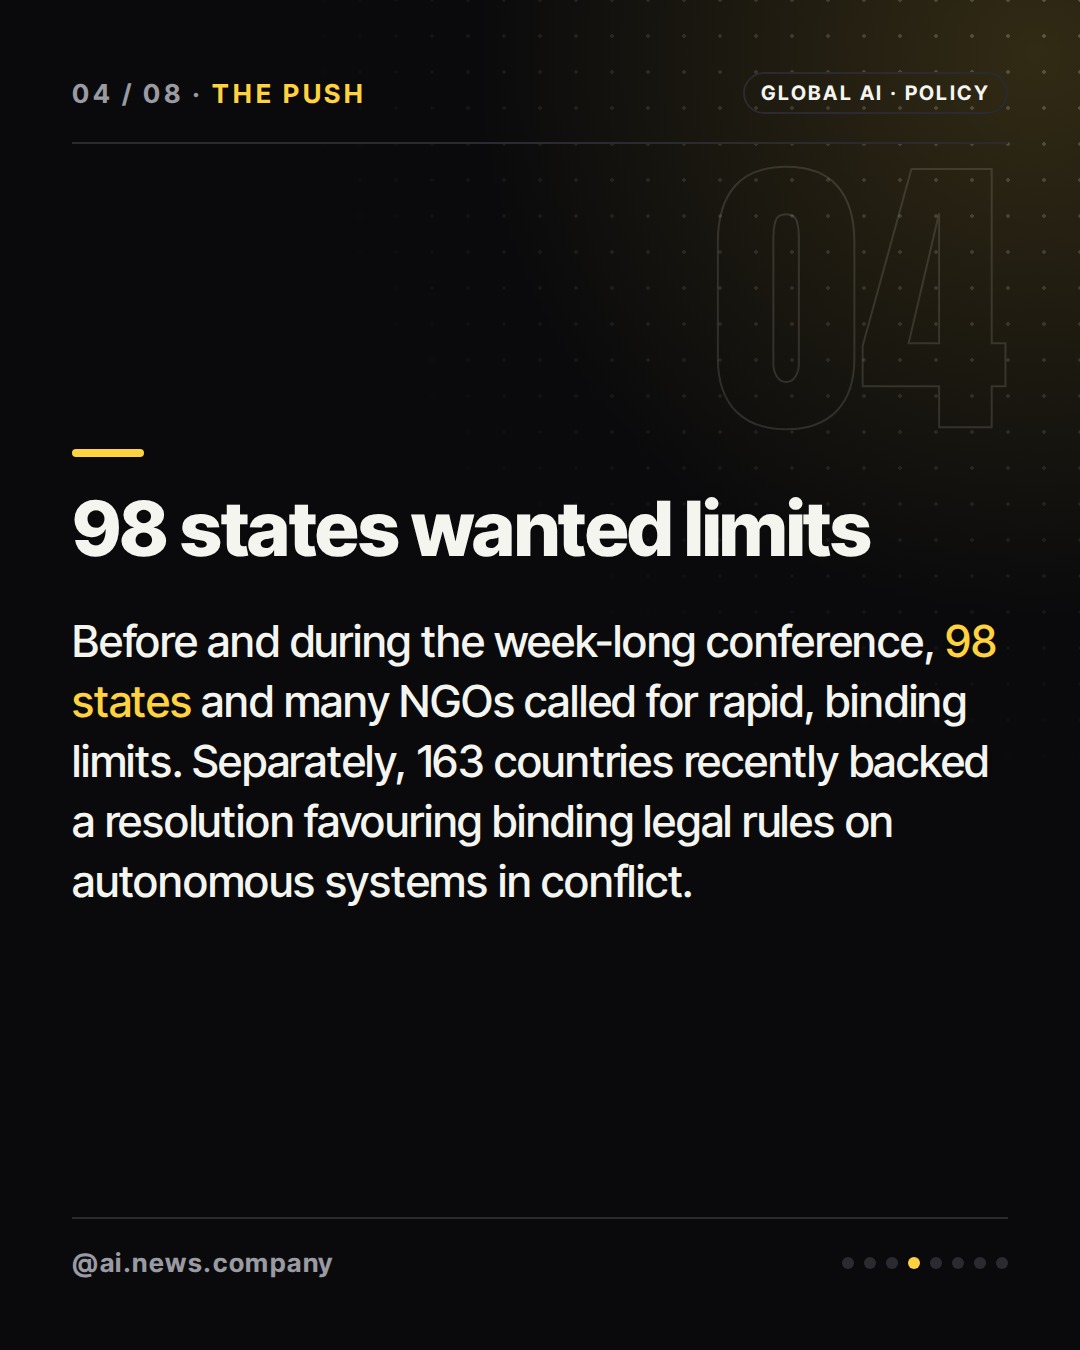 04 / 08 · THE PUSH
GLOBAL AI · POLICY
04
98 states wanted limits
Before and during the week-long conference, 98
states and many NGOs called for rapid, binding
limits. Separately, 163 countries recently backed
a resolution favouring binding legal rules on
autonomous systems in conflict.
@ai.news.company